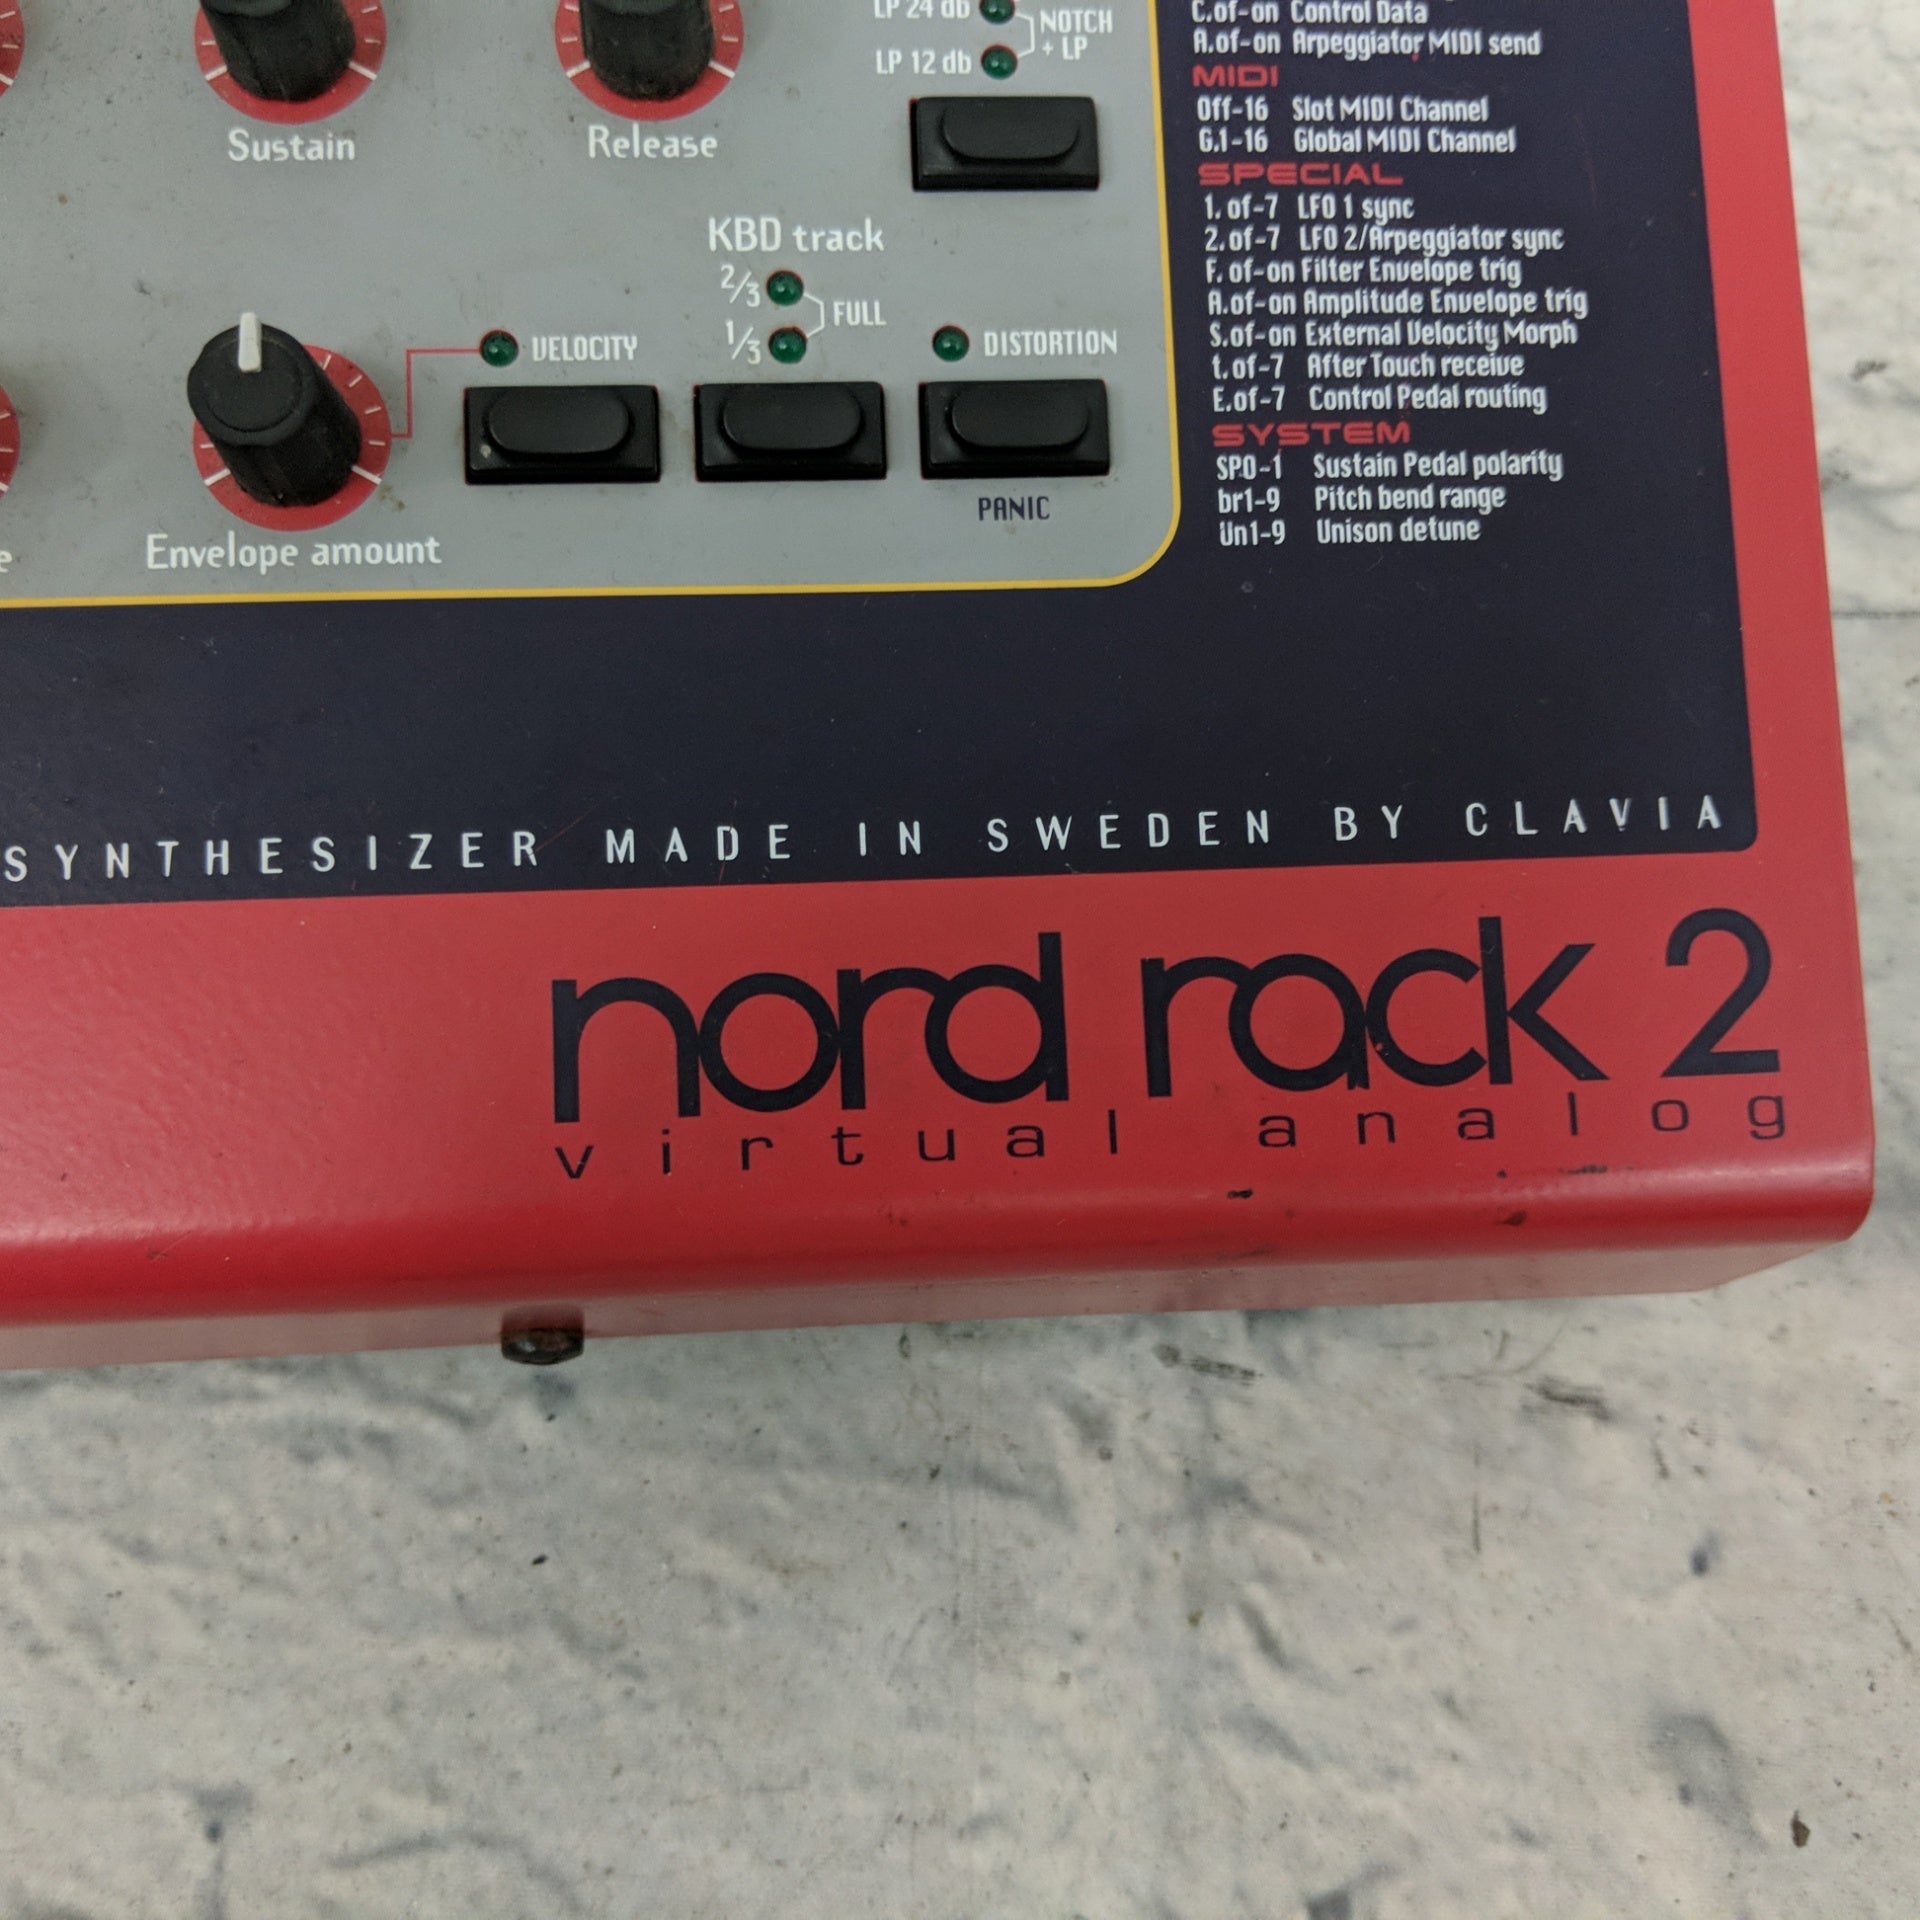 LP 24 db
NOTCH
+ LP
LP 12 db
Sustain
Release
KBD track
2/3
FULL
1/3
VELOCITY
DISTORTION
PANIC
Envelope amount
C.of-on Control Data
A.of-on Arpeggiator MIDI send
MIDI
Off-16 Slot MIDI Channel
G.1-16 Global MIDI Channel
SPECIAL
1. of-7 LFO 1 sync
2. of-7 LFO 2/Arpeggiator sync
F. of-on Filter Envelope trig
A.of-on Amplitude Envelope trig
S.of-on External Velocity Morph
t.of-7 After Touch receive
E.of-7 Control Pedal routing
SYSTEM
SP0-1 Sustain Pedal polarity
br1-9 Pitch bend range
Un1-9 Unison detune
SYNTHESIZER MADE IN SWEDEN BY CLAVIA
nord rack 2
virtual analog